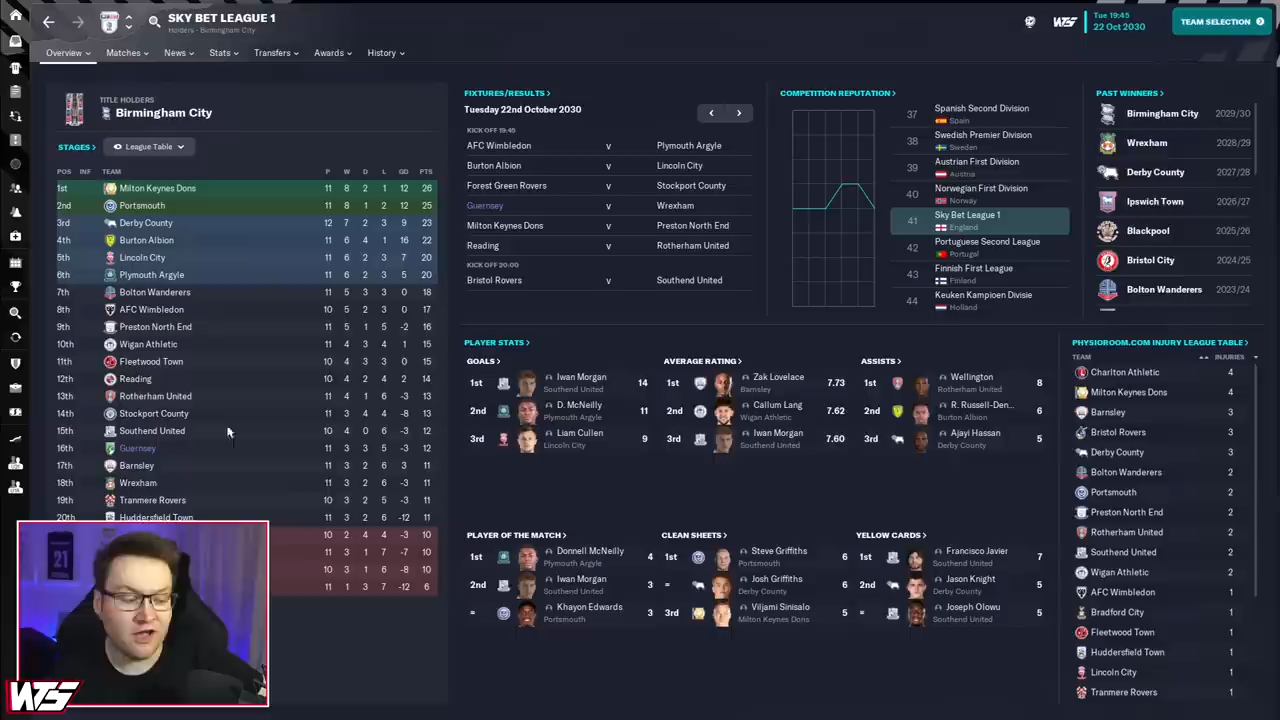 SKY BET LEAGUE 1
Holders - Birmingham City
WTS
Tue 19:45
22 Oct 2030
TEAM SELECTION
Overview
Matches
News
Stats
Transfers
Awards
History
TITLE HOLDERS
Birmingham City
STAGES
League Table
POS INF TEAM P W D L GD PTS
1st Milton Keynes Dons 11 8 2 1 12 26
2nd Portsmouth 11 8 1 2 12 25
3rd Derby County 12 7 2 3 9 23
4th Burton Albion 11 6 4 1 16 22
5th Lincoln City 11 6 2 3 7 20
6th Plymouth Argyle 11 6 2 3 5 20
7th Bolton Wanderers 11 5 3 3 0 18
8th AFC Wimbledon 10 5 2 3 0 17
9th Preston North End 11 5 1 5 -2 16
10th Wigan Athletic 11 4 3 4 1 15
11th Fleetwood Town 10 4 3 3 0 15
12th Reading 10 4 2 4 2 14
13th Rotherham United 11 4 1 6 -3 13
14th Stockport County 11 3 4 4 -8 13
15th Southend United 10 4 0 6 -3 12
16th Guernsey 11 3 3 5 -3 12
17th Barnsley 11 3 2 6 3 11
18th Wrexham 11 3 2 6 -3 11
19th Tranmere Rovers 10 3 2 5 -3 11
20th Huddersfield Town 11 3 2 6 -12 11
10 2 4 4 -3 10
11 3 1 7 -7 10
10 3 1 6 -8 10
11 1 3 7 -12 6
FIXTURES/RESULTS
Tuesday 22nd October 2030
KICK OFF 19:45
AFC Wimbledon v Plymouth Argyle
Burton Albion v Lincoln City
Forest Green Rovers v Stockport County
Guernsey v Wrexham
Milton Keynes Dons v Preston North End
Reading v Rotherham United
KICK OFF 20:00
Bristol Rovers v Southend United
COMPETITION REPUTATION
37 Spanish Second Division
Spain
38 Swedish Premier Division
Sweden
39 Austrian First Division
Austria
40 Norwegian First Division
Norway
41 Sky Bet League 1
England
42 Portuguese Second League
Portugal
43 Finnish First League
Finland
44 Keuken Kampioen Divisie
Holland
PAST WINNERS
Birmingham City 2029/30
Wrexham 2028/29
Derby County 2027/28
Ipswich Town 2026/27
Blackpool 2025/26
Bristol City 2024/25
Bolton Wanderers 2023/24
PLAYER STATS
GOALS
1st Iwan Morgan 14
Southend United
2nd D. McNeilly 11
Plymouth Argyle
3rd Liam Cullen 9
Lincoln City
AVERAGE RATING
1st Zak Lovelace 7.73
Barnsley
2nd Callum Lang 7.62
Wigan Athletic
3rd Iwan Morgan 7.60
Southend United
ASSISTS
1st Wellington 8
Rotherham United
2nd R. Russell-Den... 6
Burton Albion
3rd Ajayi Hassan 5
Derby County
PLAYER OF THE MATCH
1st Donnell McNeilly 4
Plymouth Argyle
2nd Iwan Morgan 3
Southend United
= Khayon Edwards 3
Portsmouth
CLEAN SHEETS
1st Steve Griffiths 6
Portsmouth
= Josh Griffiths 6
Derby County
3rd Viljami Sinisalo 5
Milton Keynes Dons
YELLOW CARDS
1st Francisco Javier 7
Southend United
2nd Jason Knight 5
Derby County
= Joseph Olowu 5
Southend United
PHYSIOROOM.COM INJURY LEAGUE TABLE
TEAM INJURIES
Charlton Athletic 4
Milton Keynes Dons 4
Barnsley 3
Bristol Rovers 3
Derby County 3
Bolton Wanderers 2
Portsmouth 2
Preston North End 2
Rotherham United 2
Southend United 2
Wigan Athletic 2
AFC Wimbledon 1
Bradford City 1
Fleetwood Town 1
Huddersfield Town 1
Lincoln City 1
Tranmere Rovers 1
21
WTS